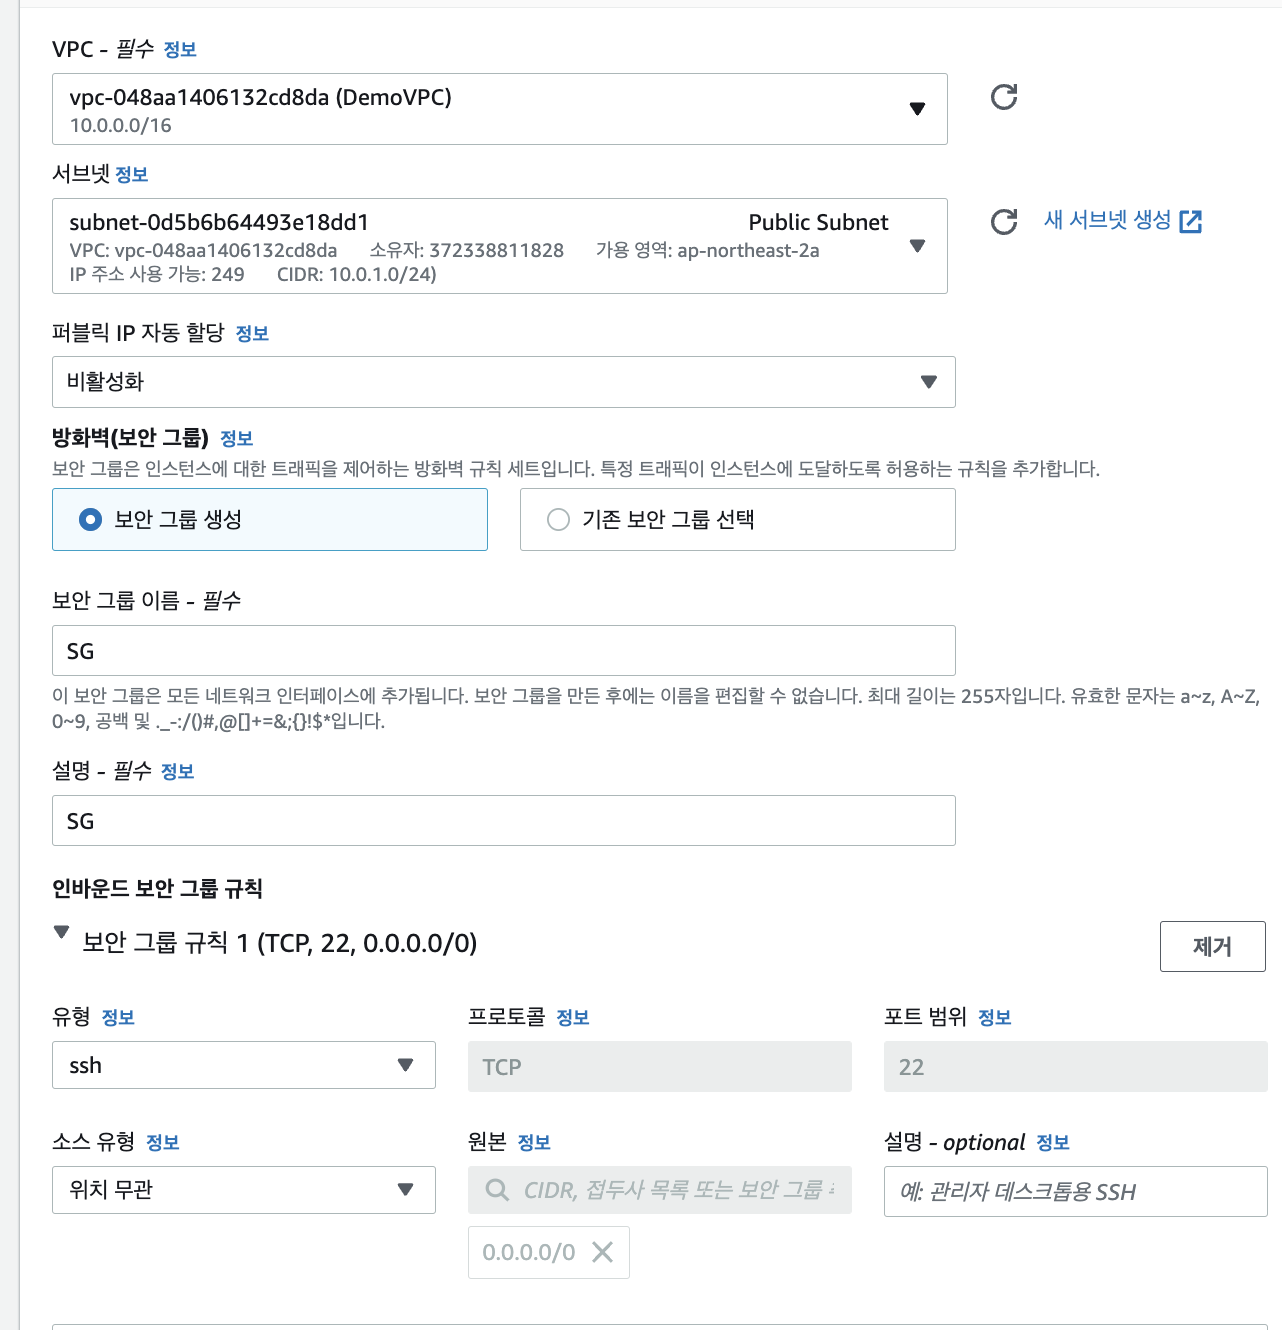 VPC - 필수 정보
vpc-048aa1406132cd8da (DemoVPC)
10.0.0.0/16
서브넷 정보
subnet-0d5b6b64493e18dd1 Public Subnet
VPC: vpc-048aa1406132cd8da 소유자: 372338811828 가용 영역: ap-northeast-2a
IP 주소 사용 가능: 249 CIDR: 10.0.1.0/24)
새 서브넷 생성
퍼블릭 IP 자동 할당 정보
비활성화
방화벽(보안 그룹) 정보
보안 그룹은 인스턴스에 대한 트래픽을 제어하는 방화벽 규칙 세트입니다. 특정 트래픽이 인스턴스에 도달하도록 허용하는 규칙을 추가합니다.
보안 그룹 생성 기존 보안 그룹 선택
보안 그룹 이름 - 필수
SG
이 보안 그룹은 모든 네트워크 인터페이스에 추가됩니다. 보안 그룹을 만든 후에는 이름을 편집할 수 없습니다. 최대 길이는 255자입니다. 유효한 문자는 a~z, A~Z,
0~9, 공백 및 ._-:/()#,@[]+=&;{}!$*입니다.
설명 - 필수 정보
SG
인바운드 보안 그룹 규칙
보안 그룹 규칙 1 (TCP, 22, 0.0.0.0/0) 제거
유형 정보 프로토콜 정보 포트 범위 정보
ssh TCP 22
소스 유형 정보 원본 정보 설명 - optional 정보
위치 무관 CIDR, 접두사 목록 또는 보안 그룹 예: 관리자 데스크톱용 SSH
0.0.0.0/0